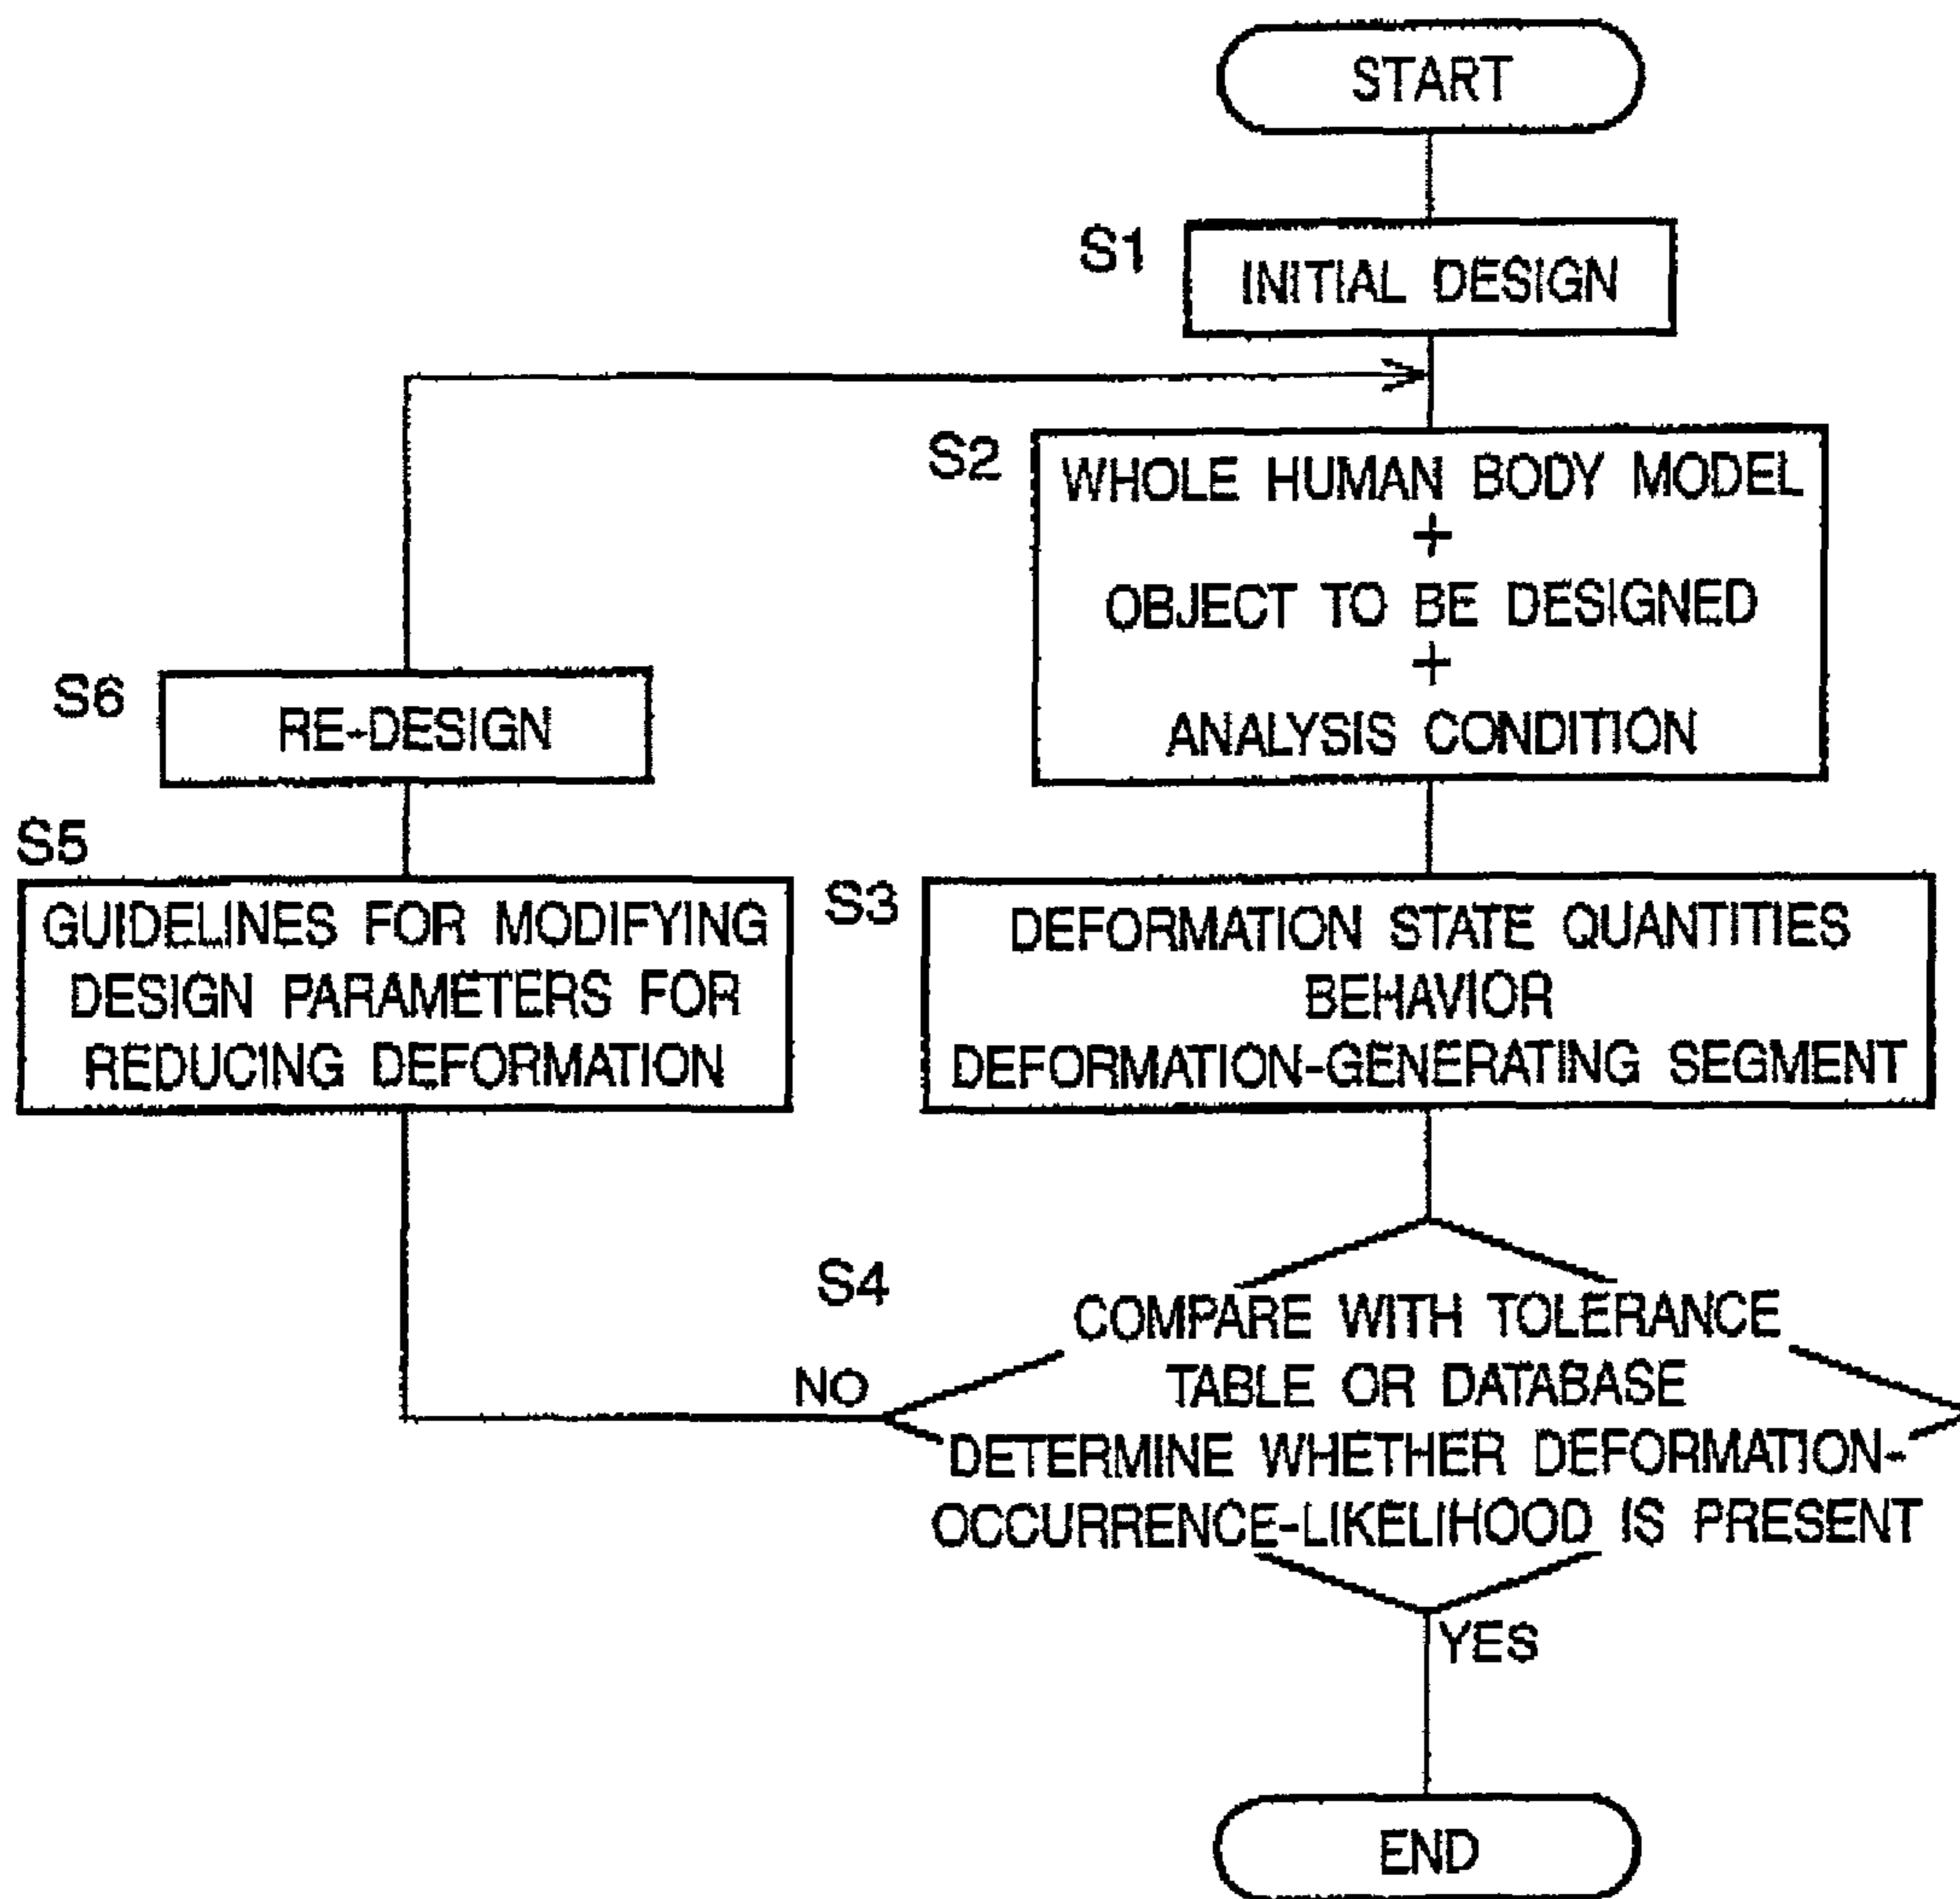 START
S1
INITIAL DESIGN
S2
WHOLE HUMAN BODY MODEL
+
OBJECT TO BE DESIGNED
+
ANALYSIS CONDITION
S6
RE-DESIGN
S5
GUIDELINES FOR MODIFYING
DESIGN PARAMETERS FOR
REDUCING DEFORMATION
S3
DEFORMATION STATE QUANTITIES
BEHAVIOR
DEFORMATION-GENERATING SEGMENT
S4
COMPARE WITH TOLERANCE
TABLE OR DATABASE
DETERMINE WHETHER DEFORMATION-
OCCURRENCE-LIKELIHOOD IS PRESENT
NO
YES
END